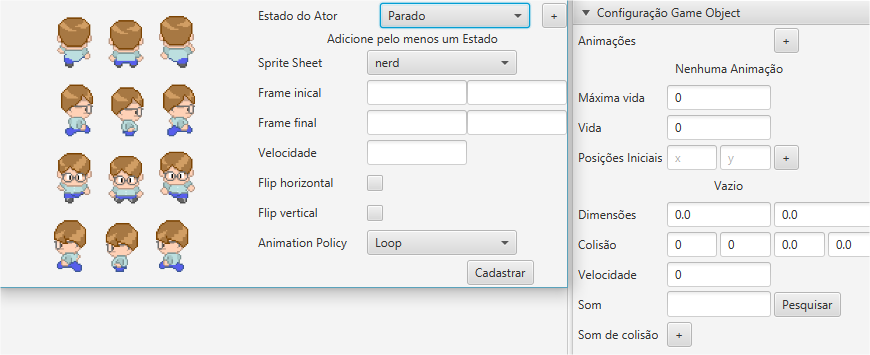 Estado do Ator Parado +
Adicione pelo menos um Estado
Sprite Sheet nerd
Frame inical
Frame final
Velocidade
Flip horizontal
Flip vertical
Animation Policy Loop
Cadastrar
Configuração Game Object
Animações +
Nenhuma Animação
Máxima vida 0
Vida 0
Posições Iniciais x y +
Vazio
Dimensões 0.0 0.0
Colisão 0 0 0.0 0.0
Velocidade 0
Som Pesquisar
Som de colisão +